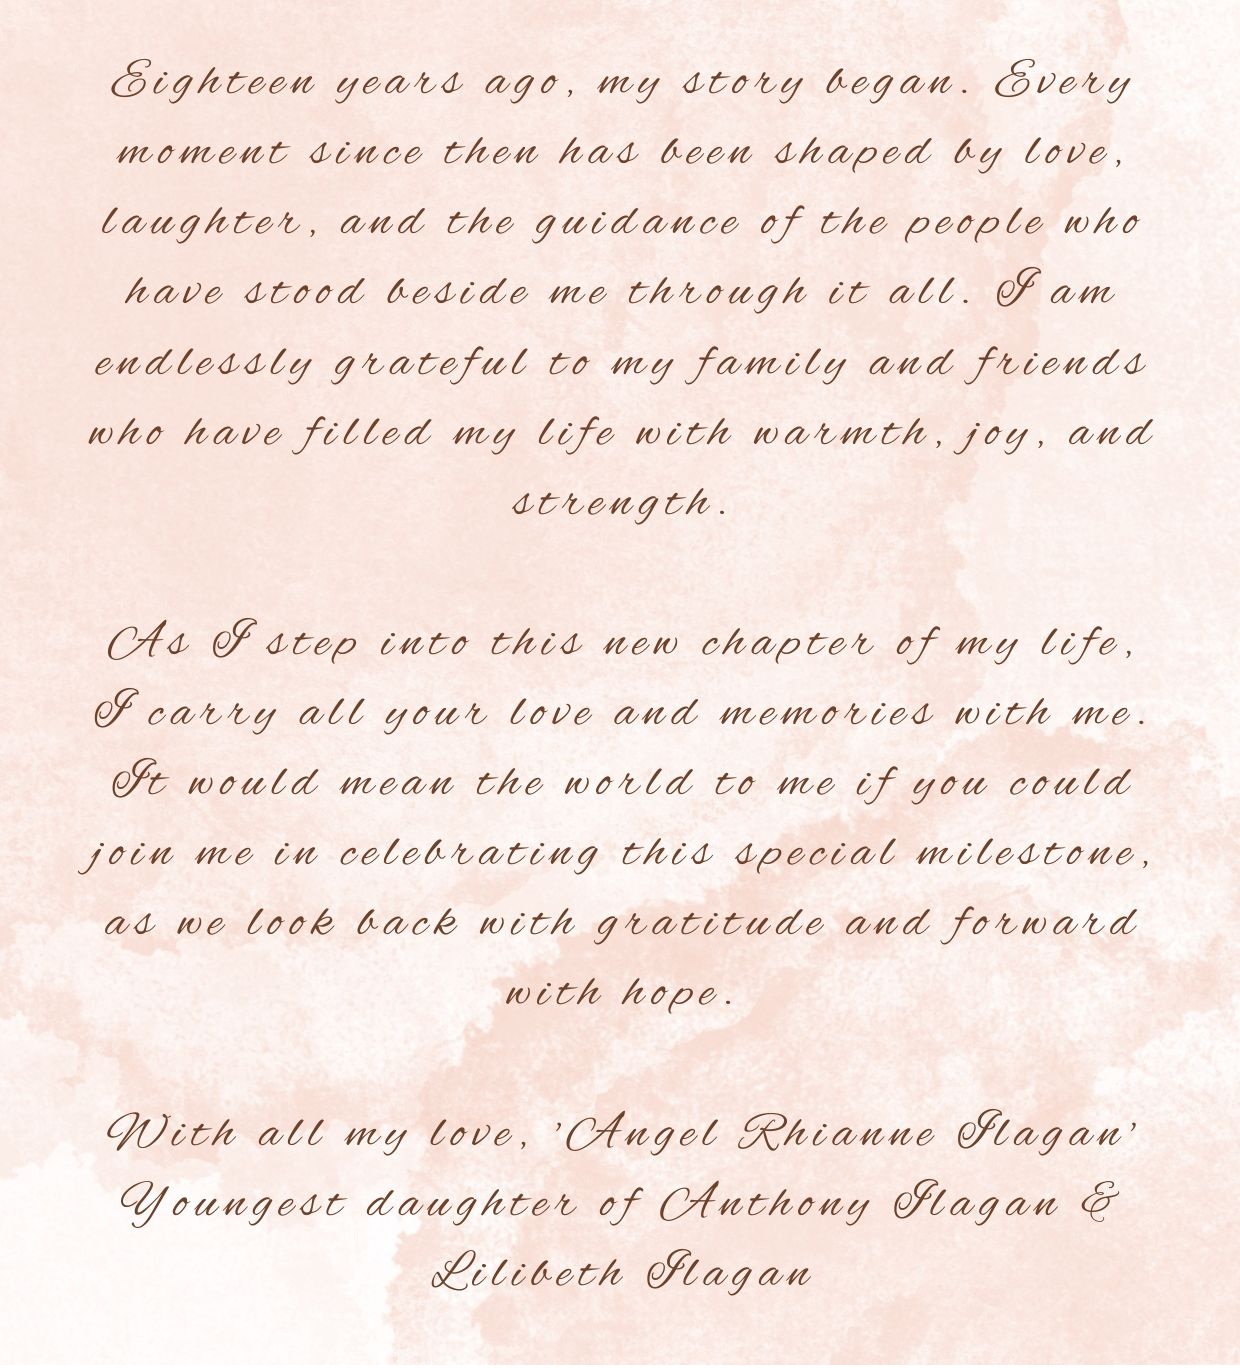 Eighteen years ago, my story began. Every
moment since then has been shaped by love,
laughter, and the guidance of the people who
have stood beside me through it all. I am
endlessly grateful to my family and friends
who have filled my life with warmth, joy, and
strength.
As I step into this new chapter of my life,
I carry all your love and memories with me.
It would mean the world to me if you could
join me in celebrating this special milestone,
as we look back with gratitude and forward
with hope.
With all my love, 'Angel Rhianne Ilagan'
Youngest daughter of Anthony Ilagan &
Lilibeth Ilagan